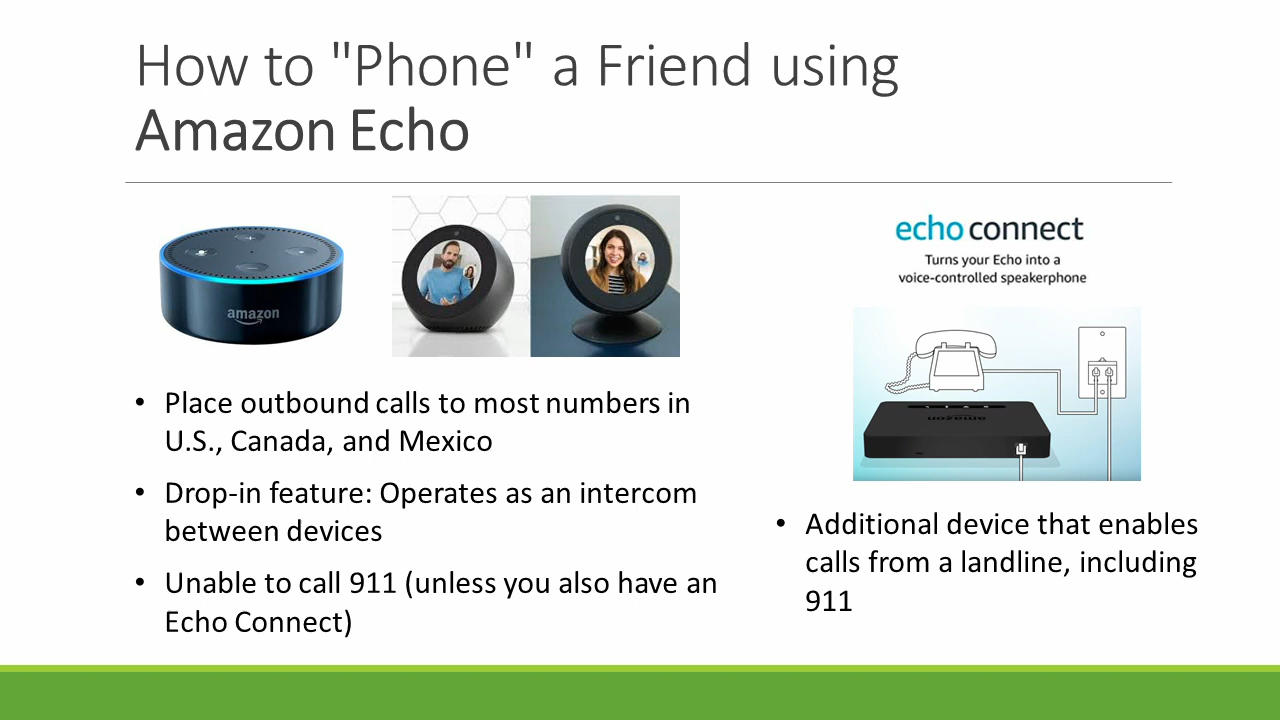 How to "Phone" a Friend using
Amazon Echo
amazon
• Place outbound calls to most numbers in
U.S., Canada, and Mexico
• Drop-in feature: Operates as an intercom
between devices
• Unable to call 911 (unless you also have an
Echo Connect)
echo connect
Turns your Echo into a
voice-controlled speakerphone
amazon
• Additional device that enables
calls from a landline, including
911